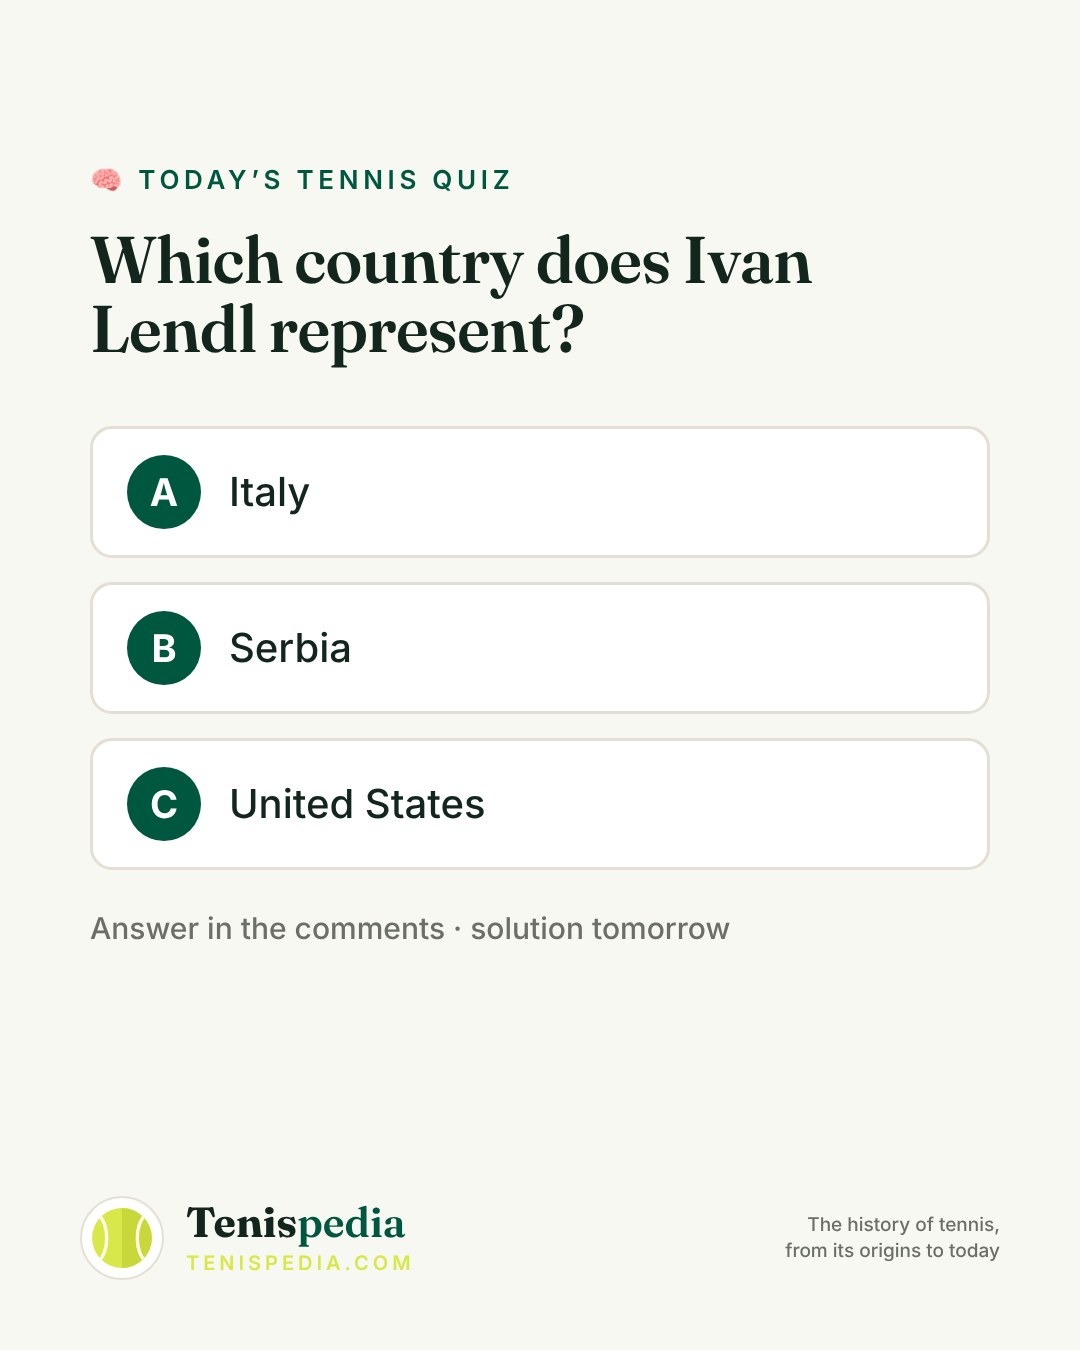 🧠 TODAY’S TENNIS QUIZ
Which country does Ivan
Lendl represent?
A Italy
B Serbia
C United States
Answer in the comments · solution tomorrow
Tenispedia
TENISPEDIA.COM
The history of tennis,
from its origins to today